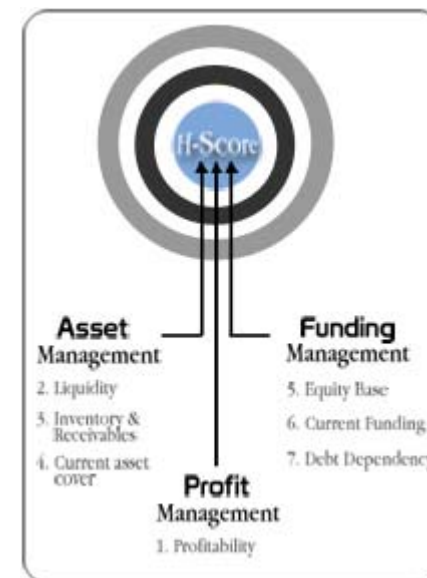 H-Score
Asset
Management
2. Liquidity
3. Inventory &
Receivables
4. Current asset
cover
Funding
Management
5. Equity Base
6. Current Funding
7. Debt Dependency
Profit
Management
1. Profitability